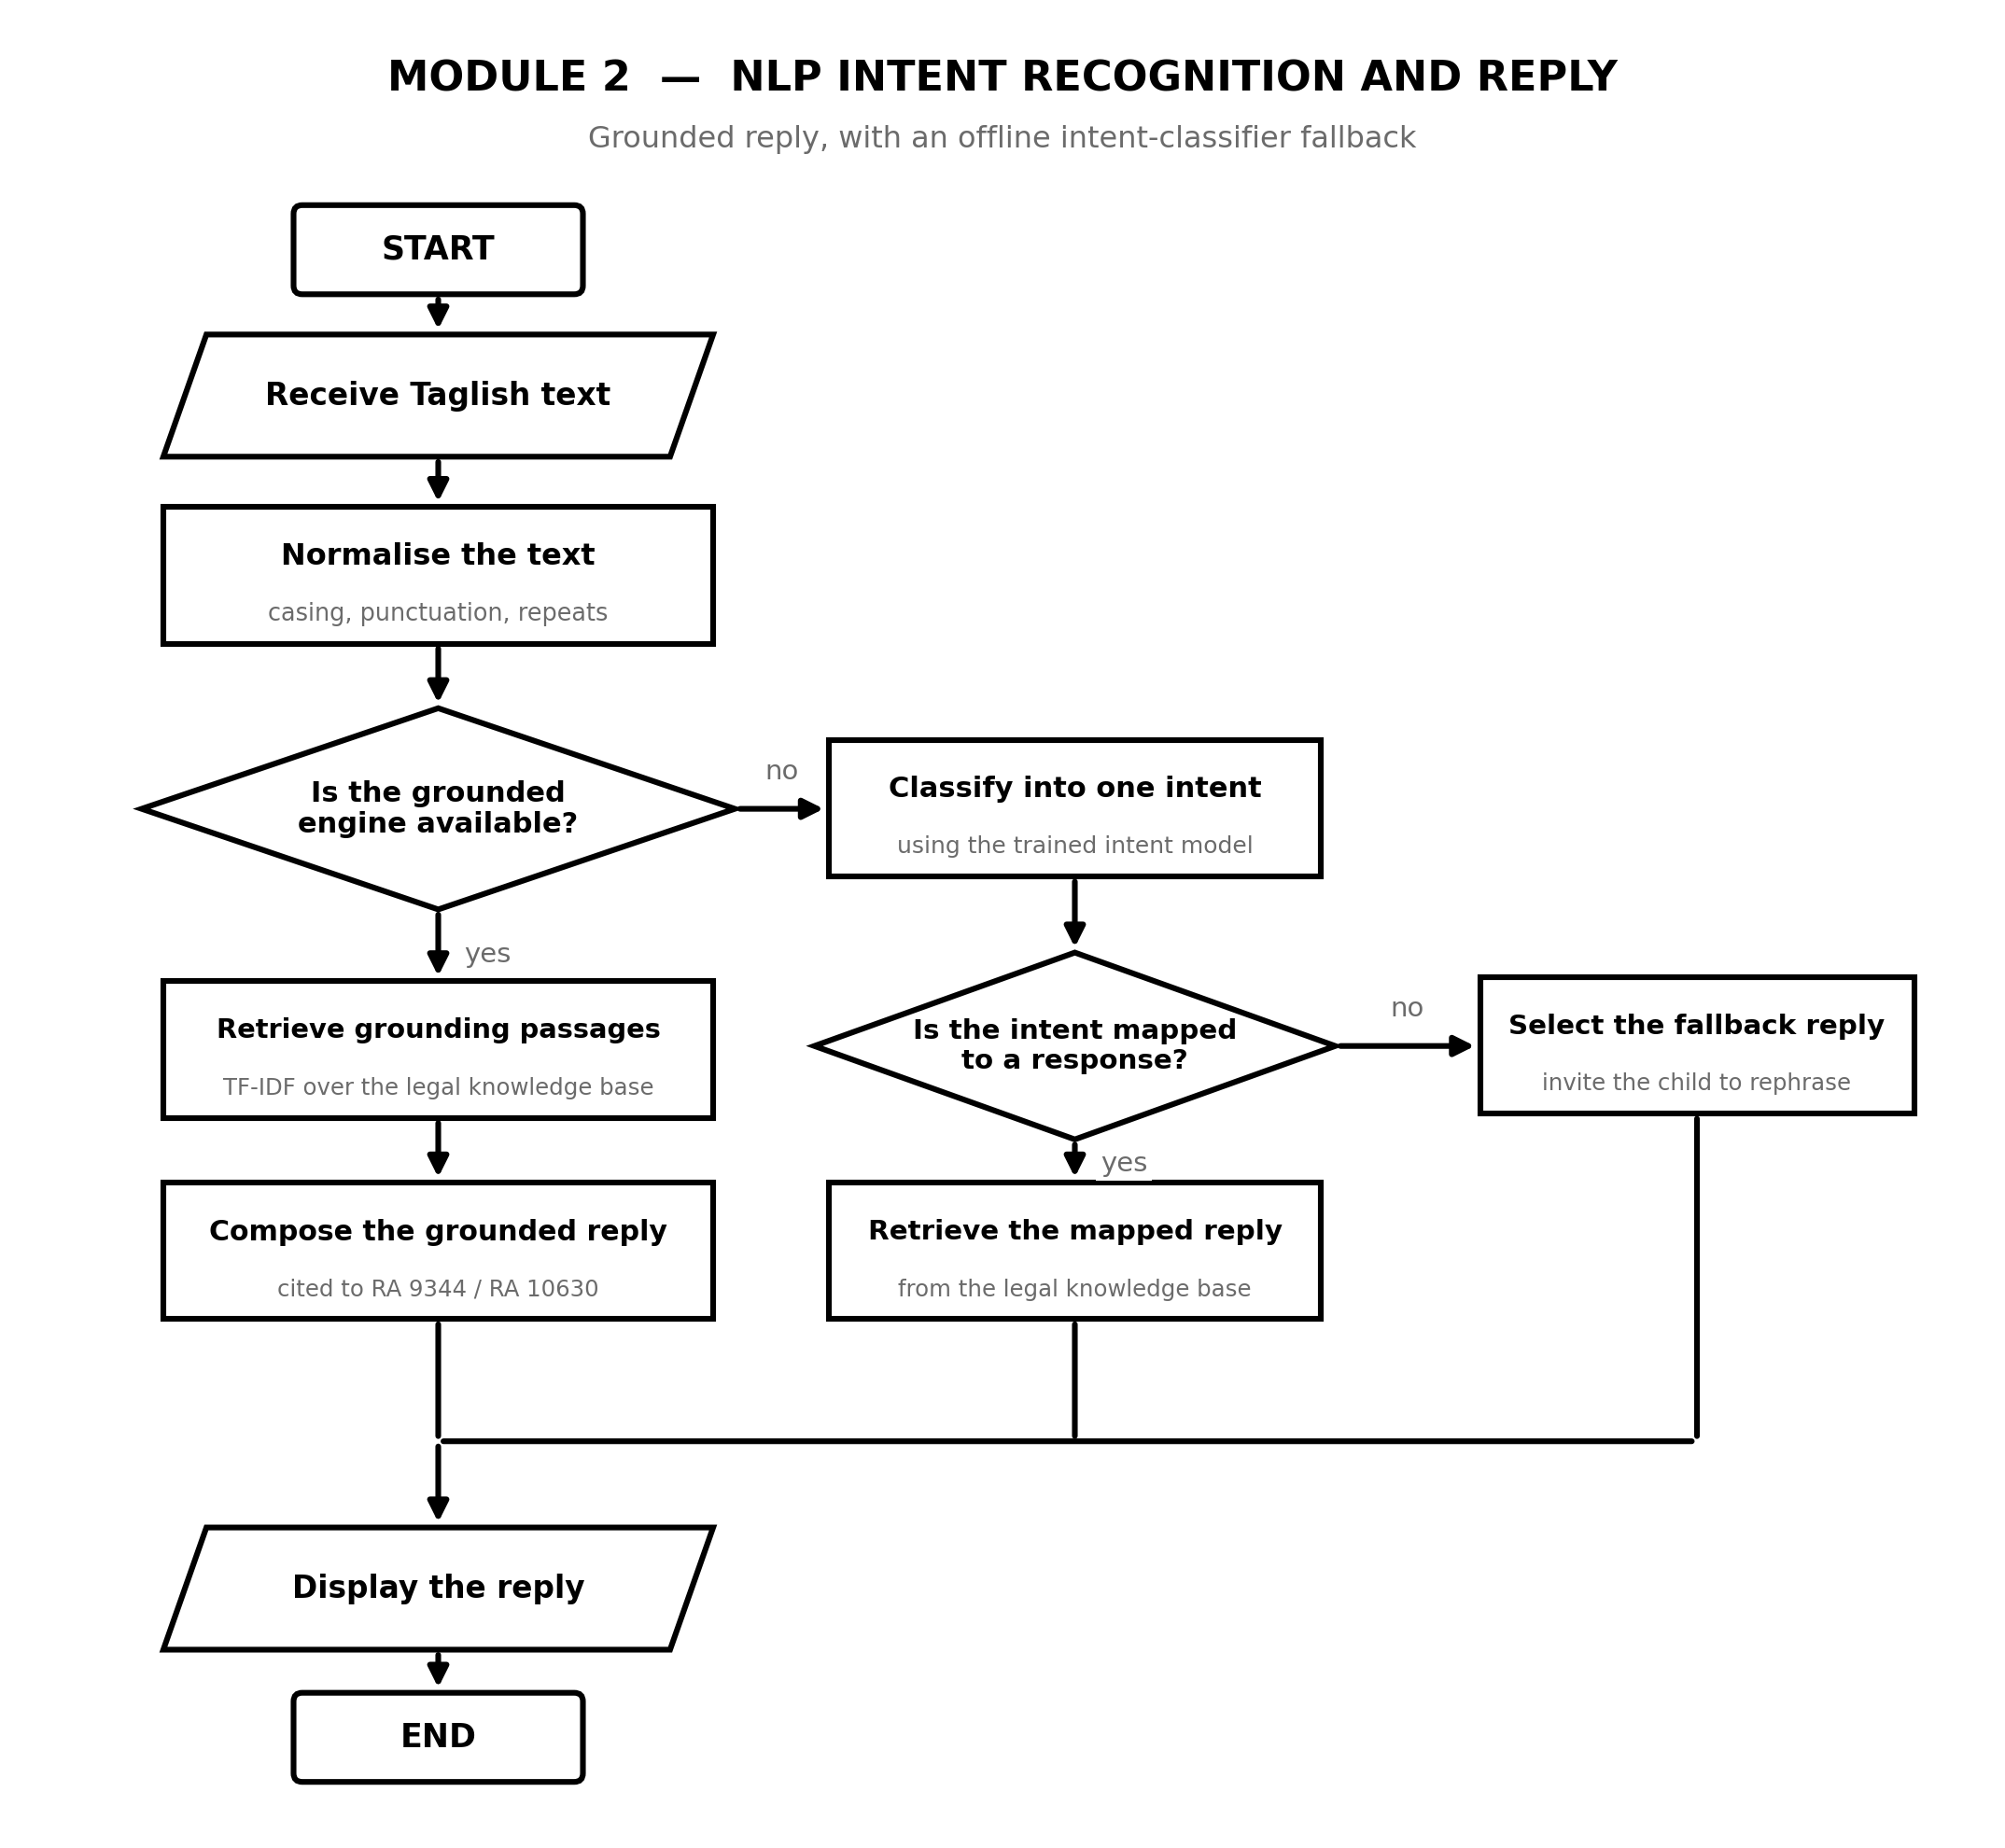 MODULE 2 — NLP INTENT RECOGNITION AND REPLY
Grounded reply, with an offline intent-classifier fallback
START
Receive Taglish text
Normalise the text
casing, punctuation, repeats
Is the grounded
engine available?
no
Classify into one intent
using the trained intent model
yes
Retrieve grounding passages
TF-IDF over the legal knowledge base
Is the intent mapped
to a response?
no
Select the fallback reply
invite the child to rephrase
yes
Compose the grounded reply
cited to RA 9344 / RA 10630
Retrieve the mapped reply
from the legal knowledge base
Display the reply
END